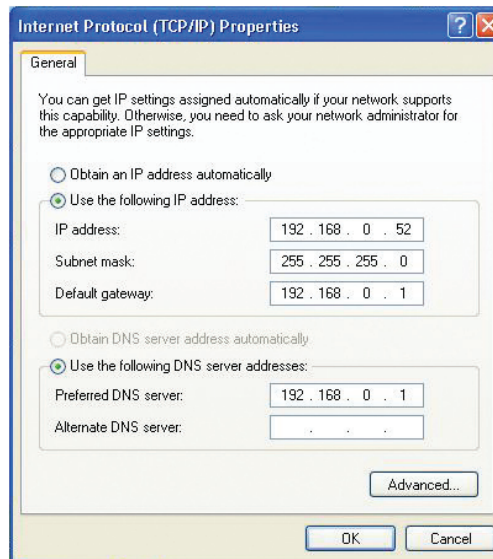 Internet Protocol (TCP/IP) Properties
General
You can get IP settings assigned automatically if your network supports
this capability. Otherwise, you need to ask your network administrator for
the appropriate IP settings.
Obtain an IP address automatically
Use the following IP address:
IP address: 192 . 168 . 0 . 52
Subnet mask: 255 . 255 . 255 . 0
Default gateway: 192 . 168 . 0 . 1
Obtain DNS server address automatically
Use the following DNS server addresses:
Preferred DNS server: 192 . 168 . 0 . 1
Alternate DNS server: . . .
Advanced...
OK Cancel